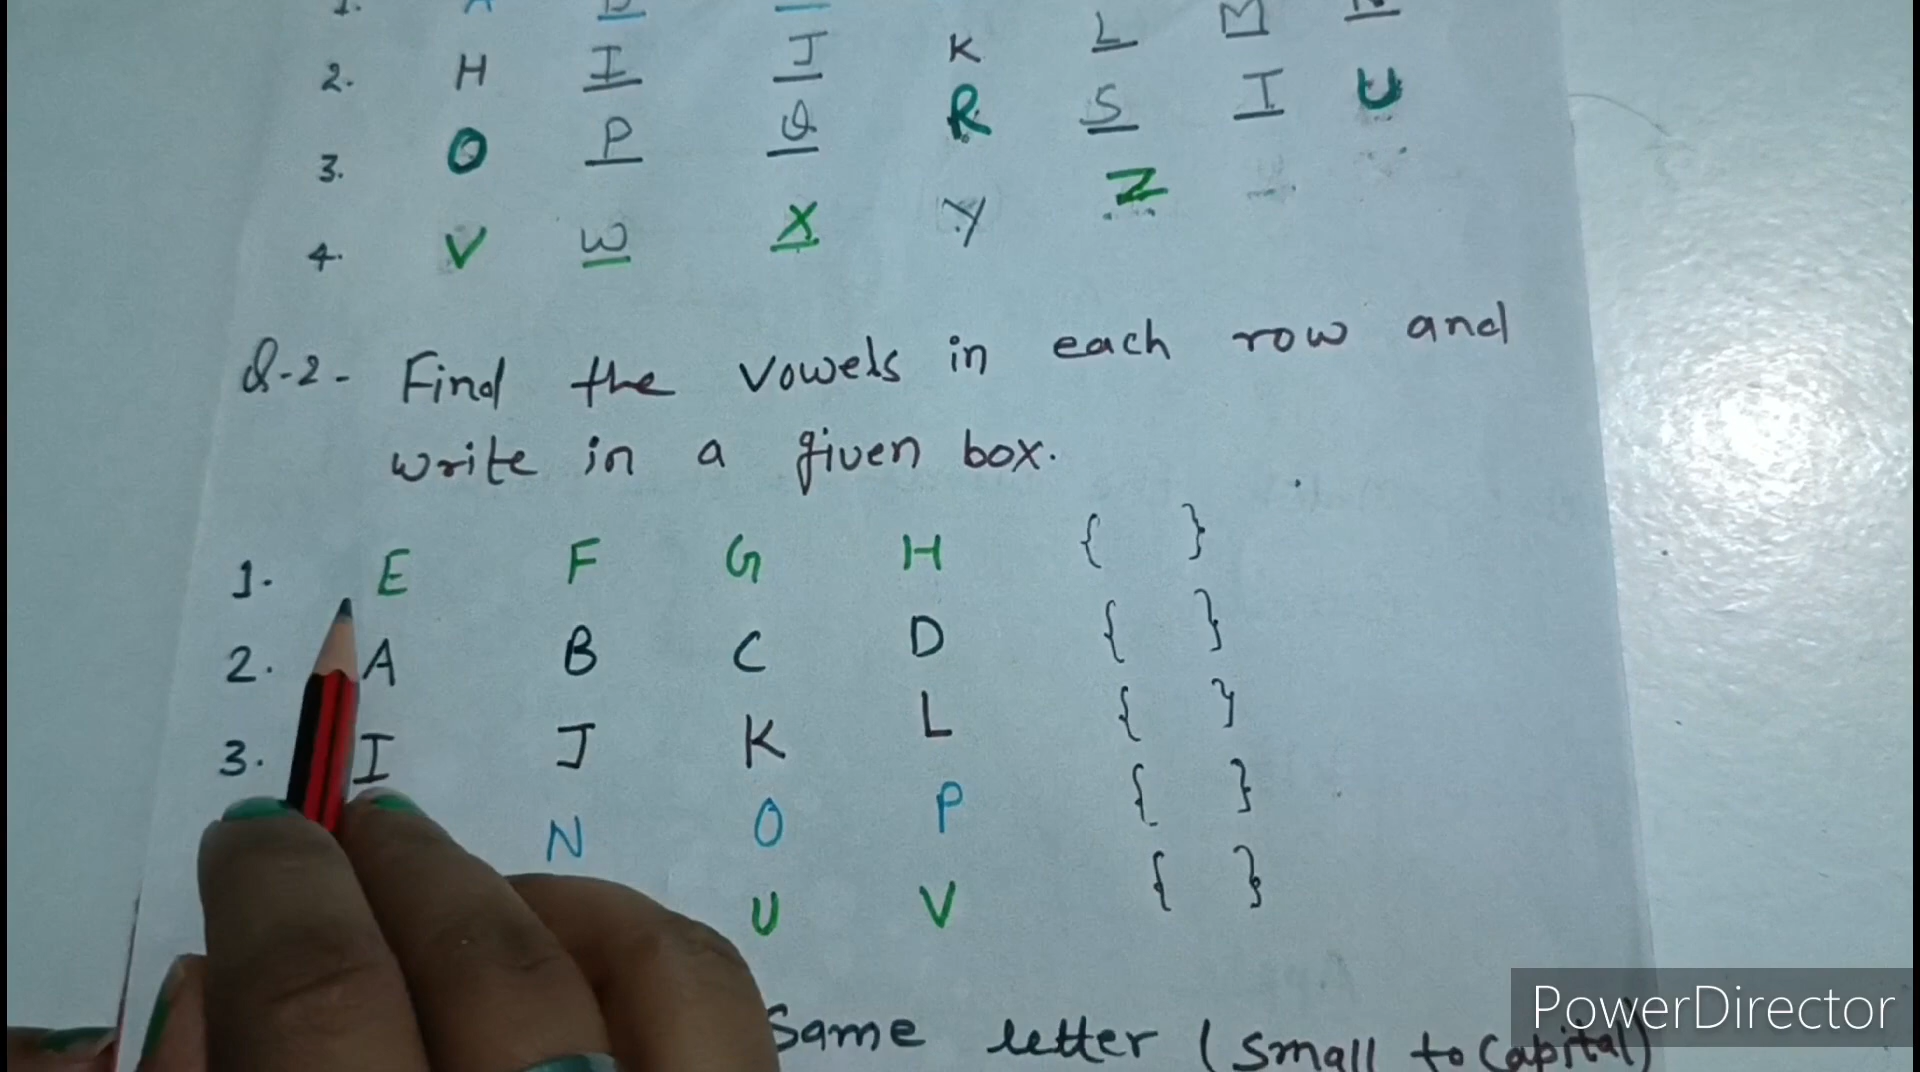 1. A
2. H I J K L M N
3. O P Q R S T U
4. V W X Y Z
Q-2- Find the vowels in each row and
write in a given box.
1. E F G H { }
2. A B C D { }
3. I J K L { }
N O P { }
U V { }
Same letter (small to capital)
PowerDirector